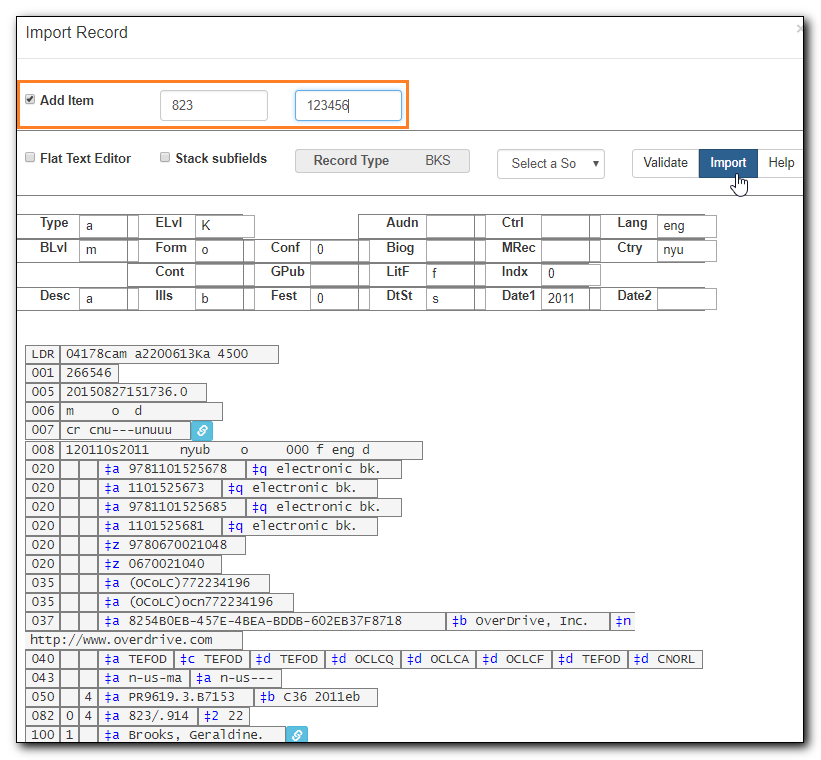 Import Record ×
Add Item 823 123456
Flat Text Editor Stack subfields Record Type BKS Select a So Validate Import Help
Type a ELvl K Audn Ctrl Lang eng
BLvl m Form o Conf 0 Biog MRec Ctry nyu
Cont GPub LitF f Indx 0
Desc a Ills b Fest 0 DtSt s Date1 2011 Date2
LDR 04178cam a2200613Ka 4500
001 266546
005 20150827151736.0
006 m o d
007 cr cnu---unuuu
008 120110s2011 nyub o 000 f eng d
020 ‡a 9781101525678 ‡q electronic bk.
020 ‡a 1101525673 ‡q electronic bk.
020 ‡a 9781101525685 ‡q electronic bk.
020 ‡a 1101525681 ‡q electronic bk.
020 ‡z 9780670021048
020 ‡z 0670021040
035 ‡a (OCoLC)772234196
035 ‡a (OCoLC)ocn772234196
037 ‡a 8254B0EB-457E-4BEA-BDDB-602EB37F8718 ‡b OverDrive, Inc. ‡n
http://www.overdrive.com
040 ‡a TEFOD ‡c TEFOD ‡d TEFOD ‡d OCLCQ ‡d OCLCA ‡d OCLCF ‡d TEFOD ‡d CNORL
043 ‡a n-us-ma ‡a n-us---
050 4 ‡a PR9619.3.B7153 ‡b C36 2011eb
082 0 4 ‡a 823/.914 ‡2 22
100 1 ‡a Brooks, Geraldine.